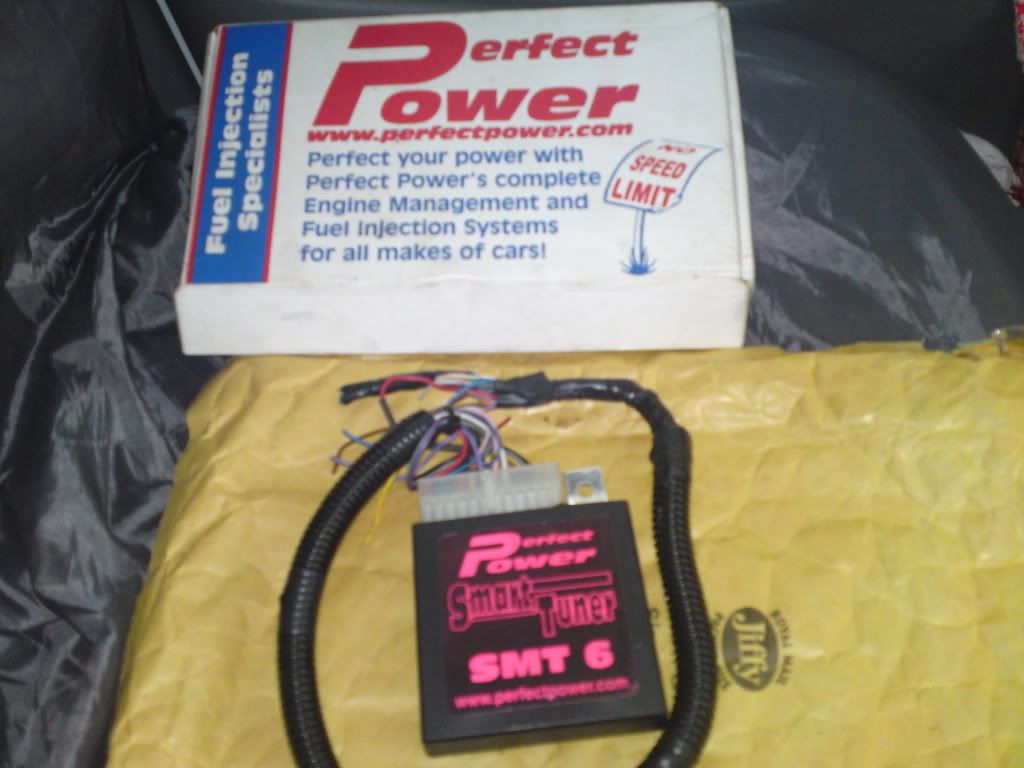 Fuel Injection
Specialists
Perfect
Power
www.perfectpower.com
Perfect your power with
Perfect Power's complete
Engine Management and
Fuel Injection Systems
for all makes of cars!
NO
SPEED
LIMIT
Perfect
Power
Smart
Tuner
SMT 6
www.perfectpower.com
Jiffy